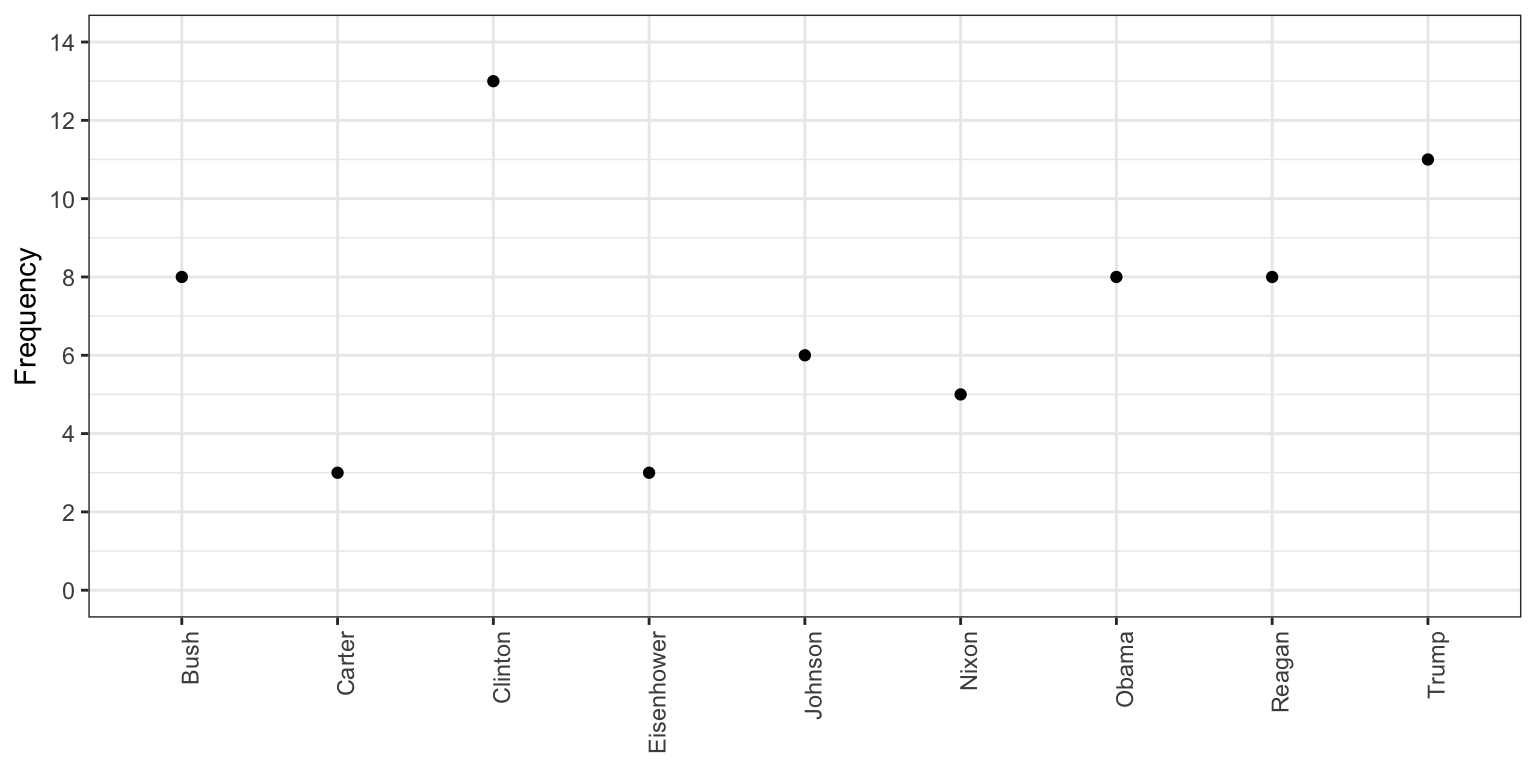 Frequency
14
12
10
8
6
4
2
0
Bush
Carter
Clinton
Eisenhower
Johnson
Nixon
Obama
Reagan
Trump